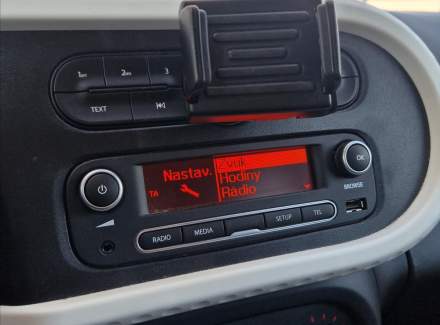 1 2 3
TEXT
Nastav. Zvuk
Hodiny
TA Rádio
OK
BROWSE
RADIO MEDIA SETUP TEL